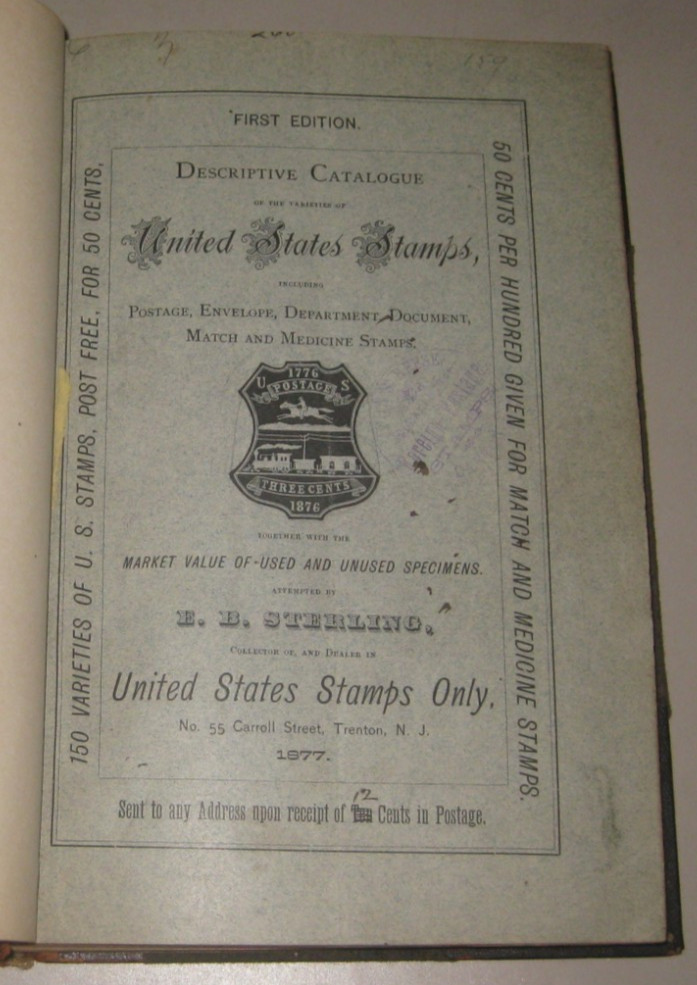 159
FIRST EDITION.
DESCRIPTIVE CATALOGUE
OF THE VARIETIES OF
United States Stamps,
INCLUDING
POSTAGE, ENVELOPE, DEPARTMENT, DOCUMENT,
MATCH AND MEDICINE STAMPS.
1776
U POSTAGE S
THREE CENTS
1876
TOGETHER WITH THE
MARKET VALUE OF USED AND UNUSED SPECIMENS.
ATTEMPTED BY
E. B. STERLING,
COLLECTOR OF, AND DEALER IN
United States Stamps Only,
No. 55 Carroll Street, Trenton, N. J.
1877.
12
Sent to any Address upon receipt of Ten Cents in Postage.
150 VARIETIES OF U. S. STAMPS, POST FREE, FOR 50 CENTS,
50 CENTS PER HUNDRED GIVEN FOR MATCH AND MEDICINE STAMPS.